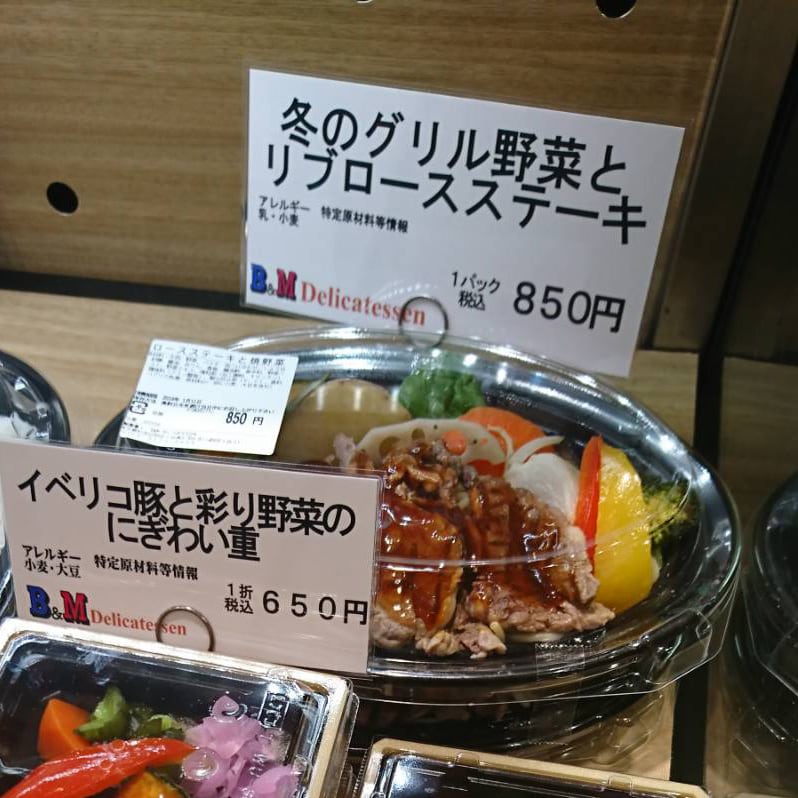 冬のグリル野菜と
リブロースステーキ
アレルギー 特定原材料等情報
乳・小麦
B&M Delicatessen
1パック
税込 850円
ロースステーキと焼野菜
850 円
イベリコ豚と彩り野菜の
にぎわい重
アレルギー 特定原材料等情報
小麦・大豆
B&M Delicatessen
1折
税込 650円